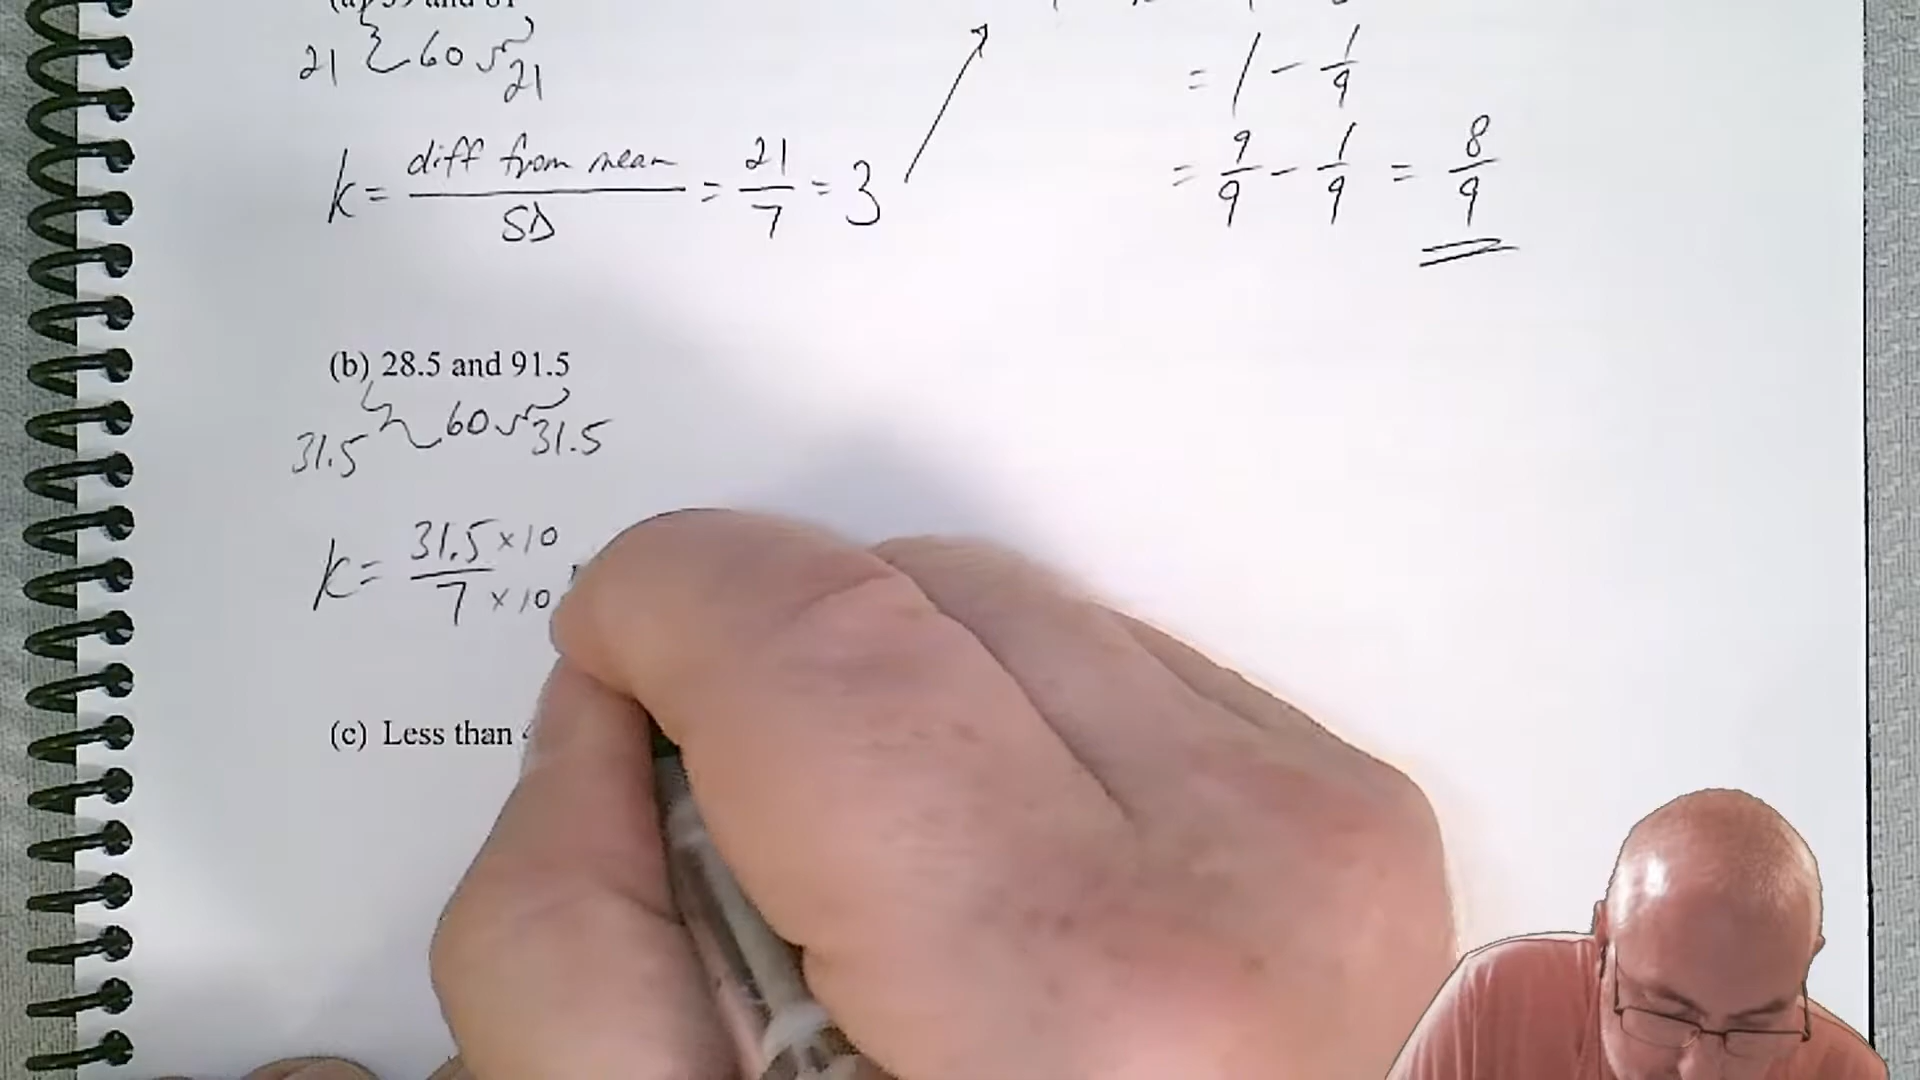 21 60 21
= 1 - 1/9
k = diff from mean / SD = 21/7 = 3
= 9/9 - 1/9 = 8/9
(b) 28.5 and 91.5
31.5 60 31.5
k = 31.5 × 10 / 7 × 10
(c) Less than